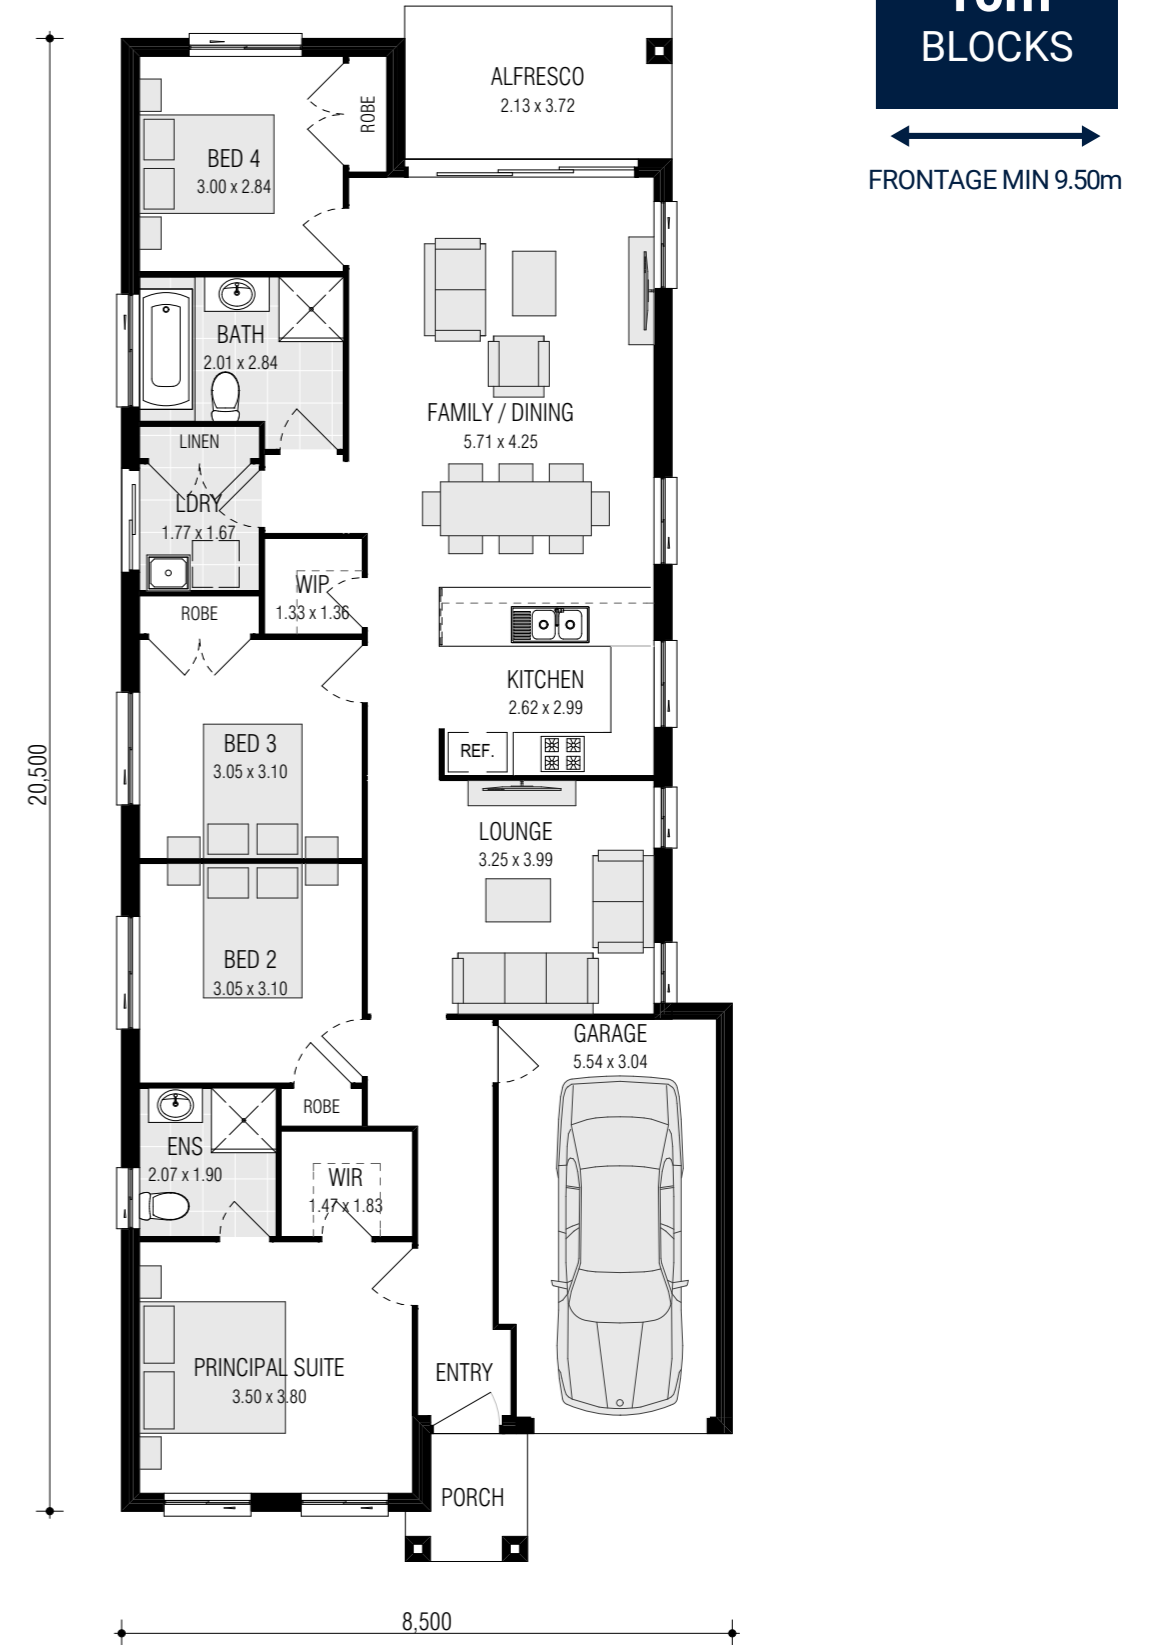 BLOCKS
FRONTAGE MIN 9.50m
ALFRESCO
2.13 x 3.72
ROBE
BED 4
3.00 x 2.84
BATH
2.01 x 2.84
FAMILY / DINING
5.71 x 4.25
LINEN
LDRY
1.77 x 1.67
WIP
1.33 x 1.36
ROBE
KITCHEN
2.62 x 2.99
REF.
BED 3
3.05 x 3.10
20,500
LOUNGE
3.25 x 3.99
BED 2
3.05 x 3.10
GARAGE
5.54 x 3.04
ROBE
ENS
2.07 x 1.90
WIR
1.47 x 1.83
PRINCIPAL SUITE
3.50 x 3.80
ENTRY
PORCH
8,500